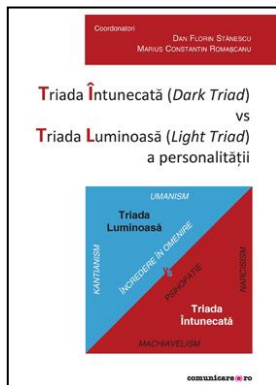 Coordonatori
DAN FLORIN STĂNESCU
MARIUS CONSTANTIN ROMAȘCANU
Triada Întunecată (Dark Triad)
vs
Triada Luminoasă (Light Triad)
a personalității
UMANISM
Triada
Luminoasă
KANTIANISM
ÎNCREDERE ÎN OMENIRE
Vs
PSIHOPATIE
NARCISISM
Triada
Întunecată
MACHIAVELISM
comunicare.ro